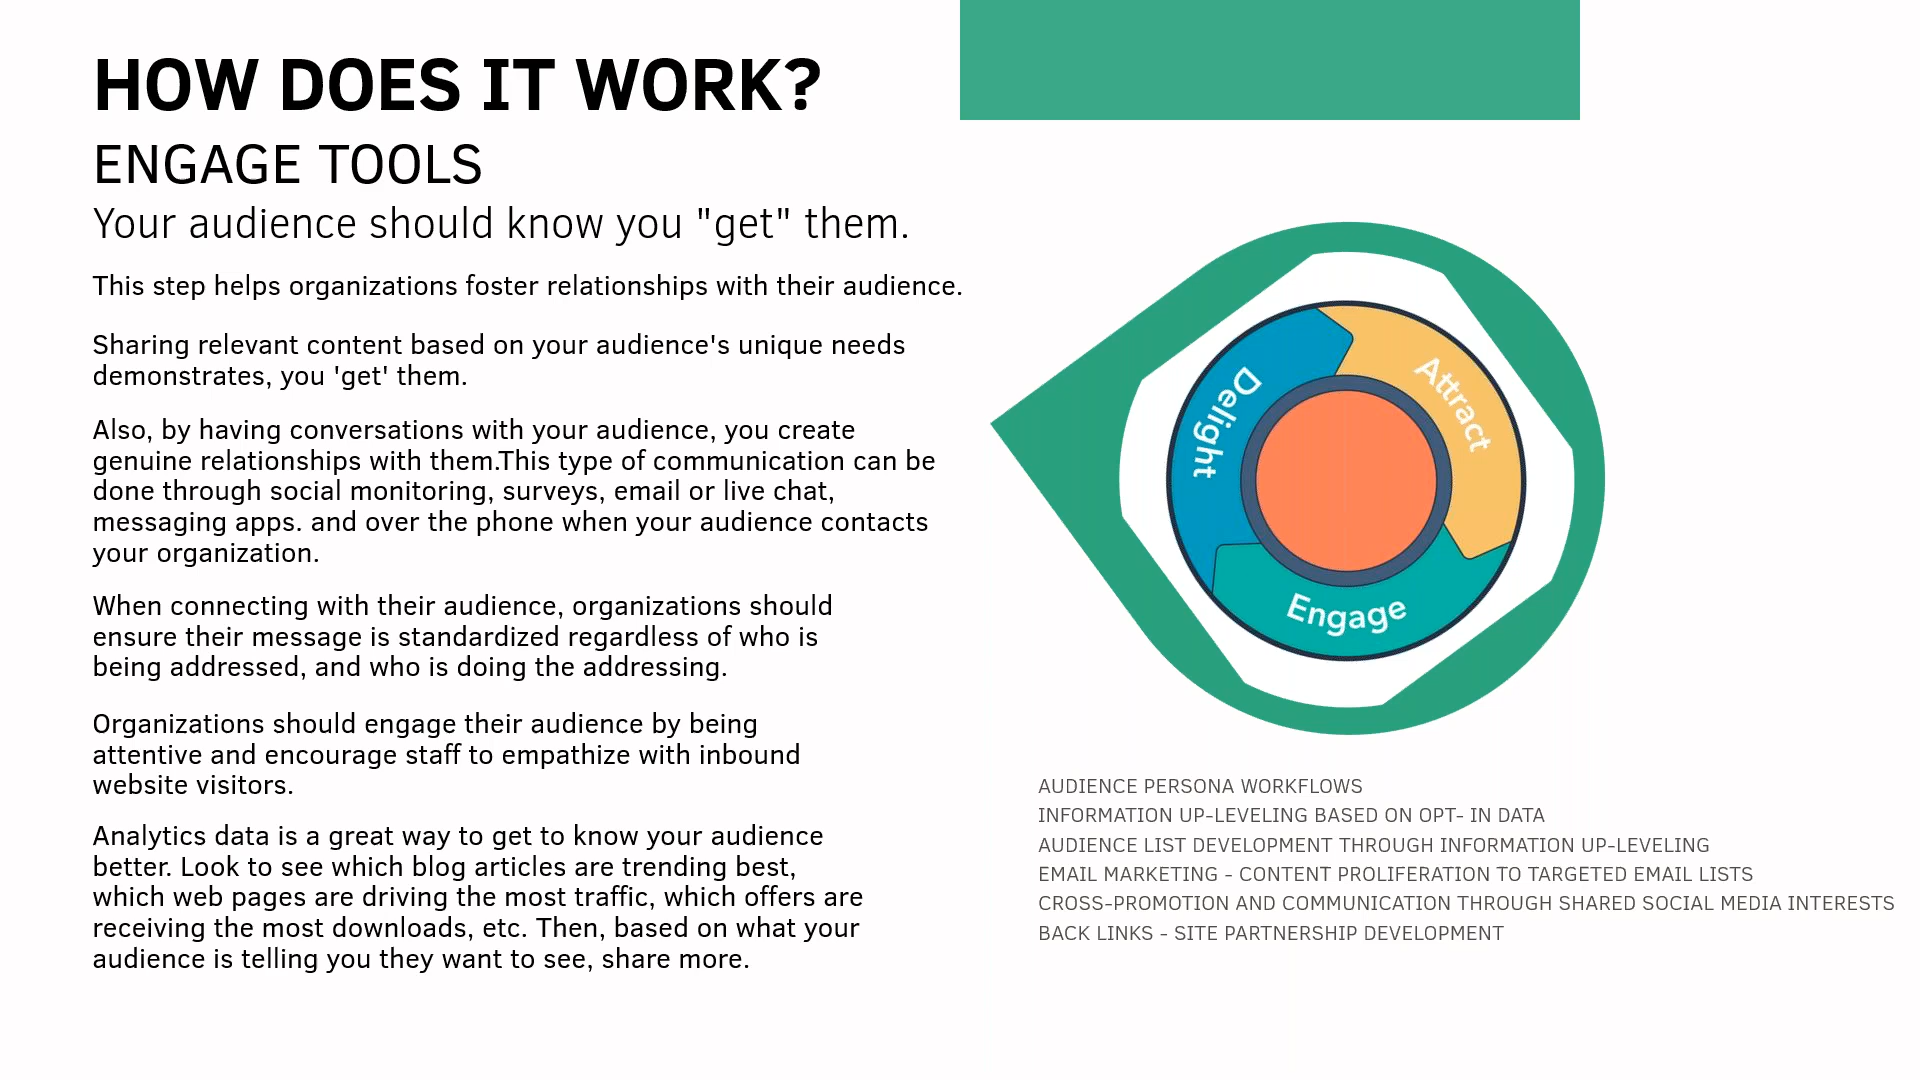 HOW DOES IT WORK?
ENGAGE TOOLS
Your audience should know you "get" them.
This step helps organizations foster relationships with their audience.
Sharing relevant content based on your audience's unique needs
demonstrates, you 'get' them.
Also, by having conversations with your audience, you create
genuine relationships with them.This type of communication can be
done through social monitoring, surveys, email or live chat,
messaging apps. and over the phone when your audience contacts
your organization.
When connecting with their audience, organizations should
ensure their message is standardized regardless of who is
being addressed, and who is doing the addressing.
Organizations should engage their audience by being
attentive and encourage staff to empathize with inbound
website visitors.
Analytics data is a great way to get to know your audience
better. Look to see which blog articles are trending best,
which web pages are driving the most traffic, which offers are
receiving the most downloads, etc. Then, based on what your
audience is telling you they want to see, share more.
Attract
Engage
Delight
AUDIENCE PERSONA WORKFLOWS
INFORMATION UP-LEVELING BASED ON OPT- IN DATA
AUDIENCE LIST DEVELOPMENT THROUGH INFORMATION UP-LEVELING
EMAIL MARKETING - CONTENT PROLIFERATION TO TARGETED EMAIL LISTS
CROSS-PROMOTION AND COMMUNICATION THROUGH SHARED SOCIAL MEDIA INTERESTS
BACK LINKS - SITE PARTNERSHIP DEVELOPMENT